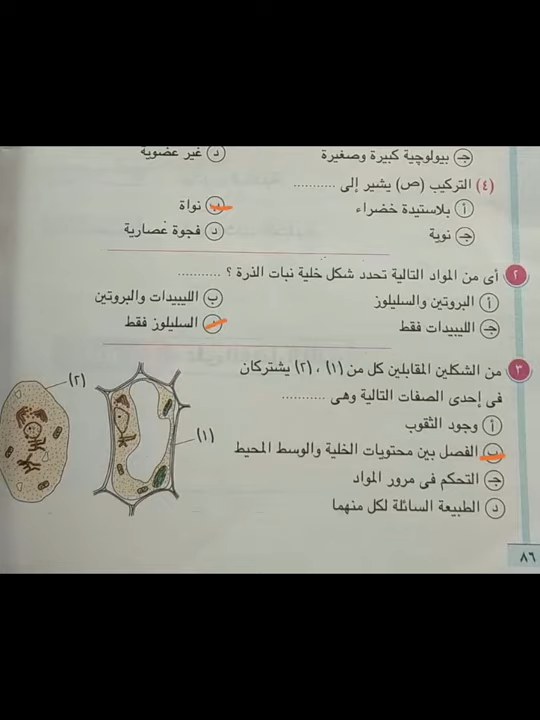 ج بيولوچية كبيرة وصغيرة
د غير عضوية
(٤) التركيب (ص) يشير إلى ..........
أ بلاستيدة خضراء
ب نواة
ج نوية
د فجوة عصارية
٢ أى من المواد التالية تحدد شكل خلية نبات الذرة ؟ ..........
أ البروتين والسليلوز
ب الليبيدات والبروتين
ج الليبيدات فقط
د السليلوز فقط
٣ من الشكلين المقابلين كل من (١) ، (٢) يشتركان
فى إحدى الصفات التالية وهى ..........
أ وجود الثقوب
ب الفصل بين محتويات الخلية والوسط المحيط
ج التحكم فى مرور المواد
د الطبيعة السائلة لكل منهما
(٢)
(١)
٨٦